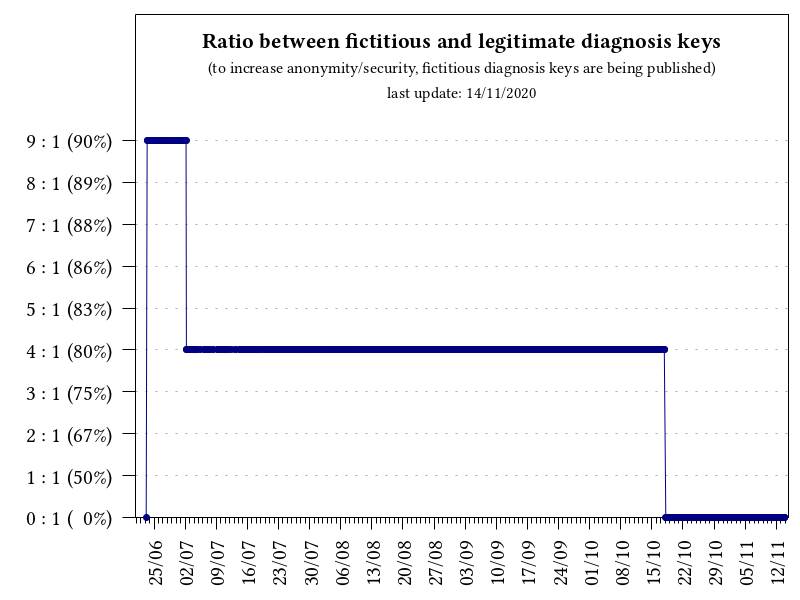 Ratio between fictitious and legitimate diagnosis keys
(to increase anonymity/security, fictitious diagnosis keys are being published)
last update: 14/11/2020
9 : 1 (90%)
8 : 1 (89%)
7 : 1 (88%)
6 : 1 (86%)
5 : 1 (83%)
4 : 1 (80%)
3 : 1 (75%)
2 : 1 (67%)
1 : 1 (50%)
0 : 1 (  0%)
25/06
02/07
09/07
16/07
23/07
30/07
06/08
13/08
20/08
27/08
03/09
10/09
17/09
24/09
01/10
08/10
15/10
22/10
29/10
05/11
12/11